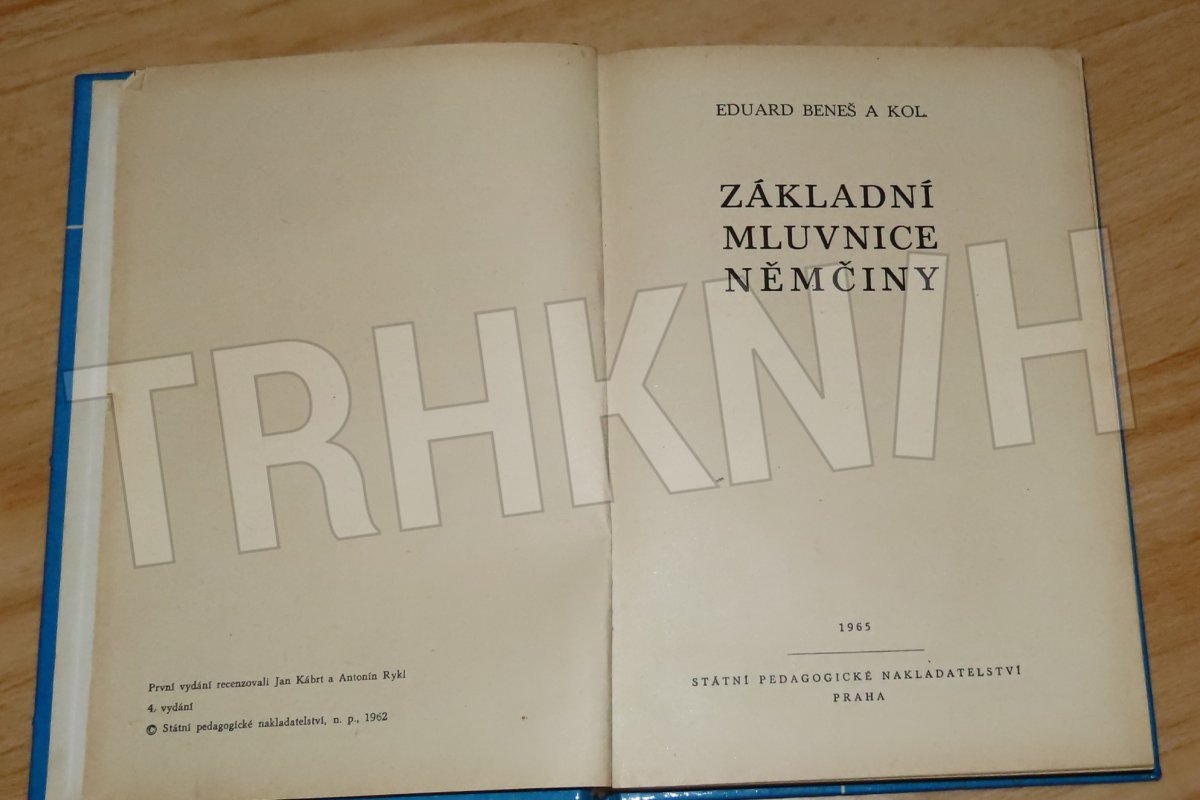 První vydání recenzovali Jan Kábrt a Antonín Rykl
4. vydání
© Státní pedagogické nakladatelství, n. p., 1962
EDUARD BENEŠ A KOL.
ZÁKLADNÍ
MLUVNICE
NĚMČINY
1965
STÁTNÍ PEDAGOGICKÉ NAKLADATELSTVÍ
PRAHA
TRHKNIH